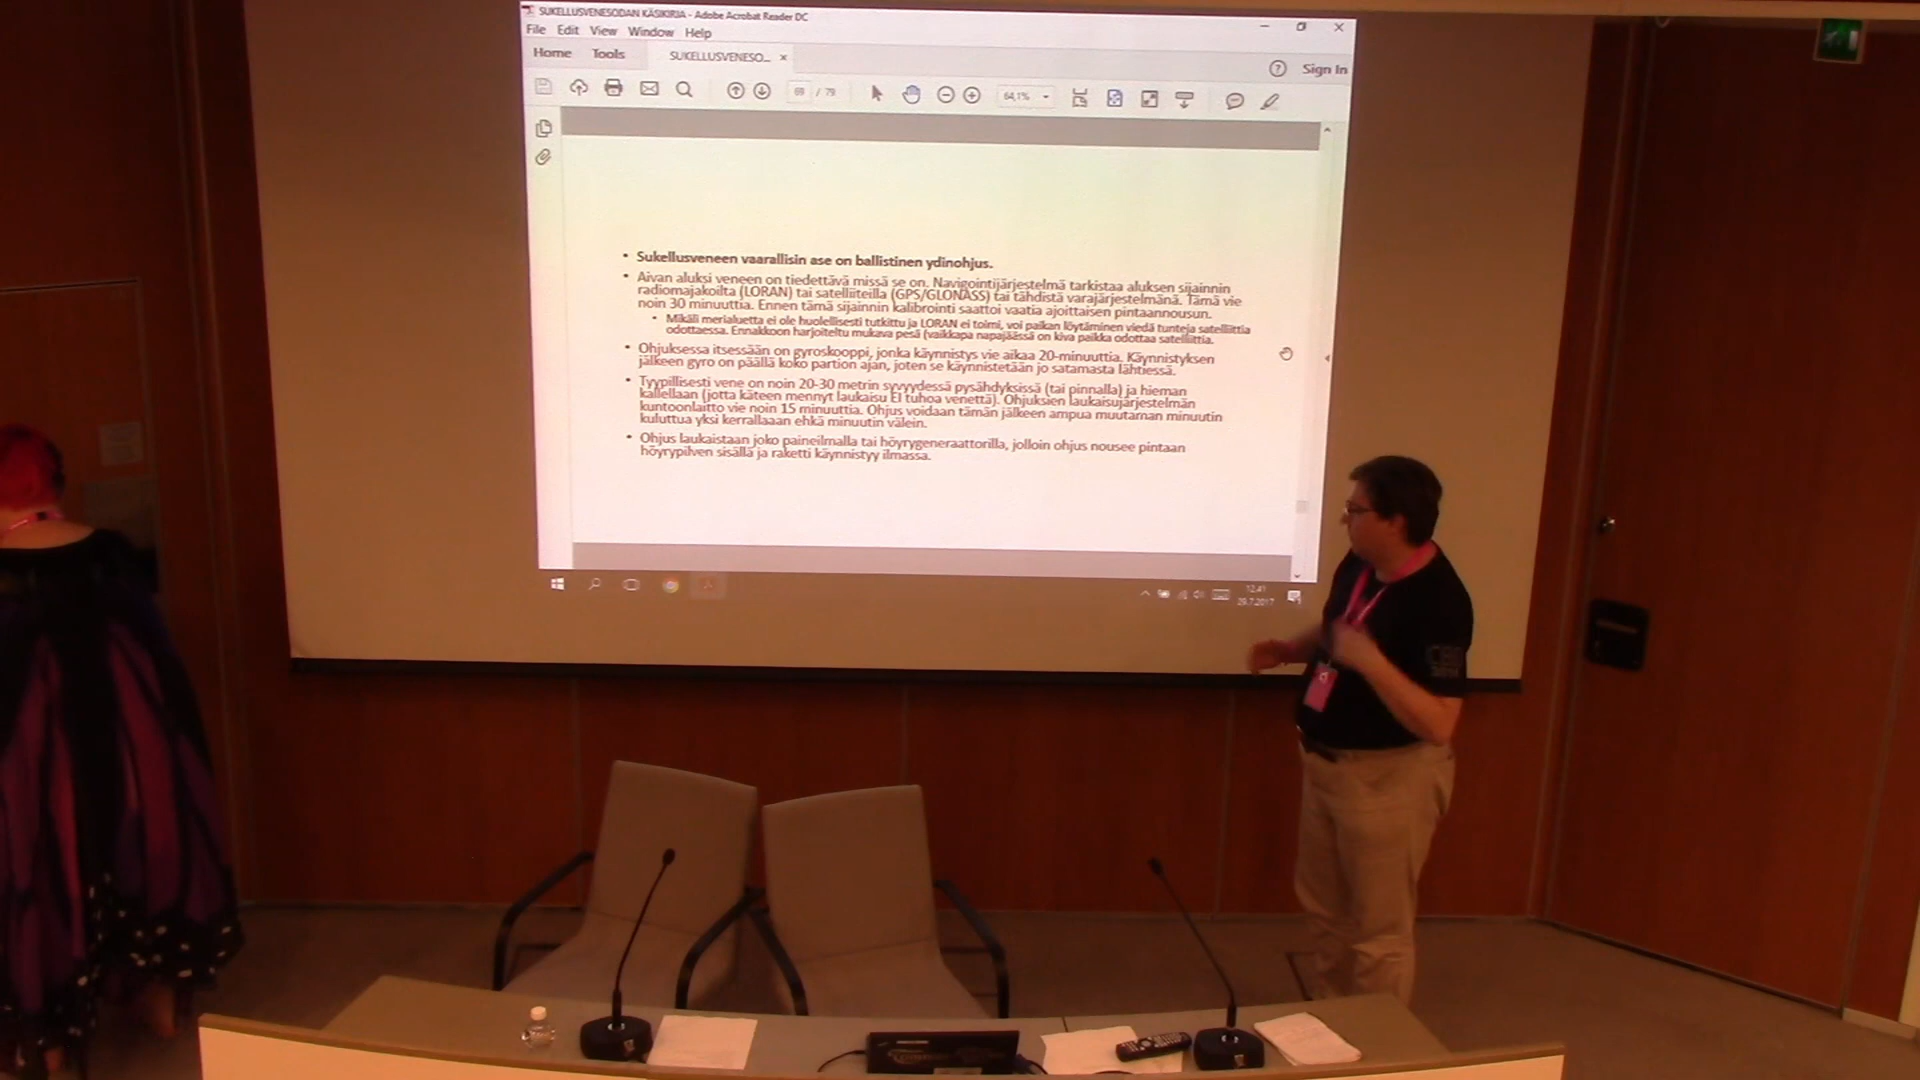 SUKELLUSVENESODAN KÄSIKIRJA - Adobe Acrobat Reader DC
File Edit View Window Help
Home Tools SUKELLUSVENESO... ×
Sign In
69 / 79
64,1%
• Sukellusveneen vaarallisin ase on ballistinen ydinohjus.
• Aivan aluksi veneen on tiedettävä missä se on. Navigointijärjestelmä tarkistaa aluksen sijainnin
radiomajakoilta (LORAN) tai satelliiteilla (GPS/GLONASS) tai tähdistä varajärjestelmänä. Tämä vie
noin 30 minuuttia. Ennen tämä sijainnin kalibrointi saattoi vaatia ajoittaisen pintaannousun.
• Mikäli merialuetta ei ole huolellisesti tutkittu ja LORAN ei toimi, voi paikan löytäminen viedä tunteja satelliittia
odottaessa. Ennakkoon harjoiteltu mukava pesä (vaikkapa napajäässä on kiva paikka odottaa satelliittia.
• Ohjuksessa itsessään on gyroskooppi, jonka käynnistys vie aikaa 20-minuuttia. Käynnistyksen
jälkeen gyro on päällä koko partion ajan, joten se käynnistetään jo satamasta lähtiessä.
• Tyypillisesti vene on noin 20-30 metrin syvyydessä pysähdyksissä (tai pinnalla) ja hieman
kallellaan (jotta käteen mennyt laukaisu EI tuhoa venettä). Ohjuksien laukaisujärjestelmän
kuntoonlaitto vie noin 15 minuuttia. Ohjus voidaan tämän jälkeen ampua muutaman minuutin
kuluttua yksi kerrallaaan ehkä minuutin välein.
• Ohjus laukaistaan joko paineilmalla tai höyrygeneraattorilla, jolloin ohjus nousee pintaan
höyrypilven sisällä ja raketti käynnistyy ilmassa.
12.41
29.7.2017